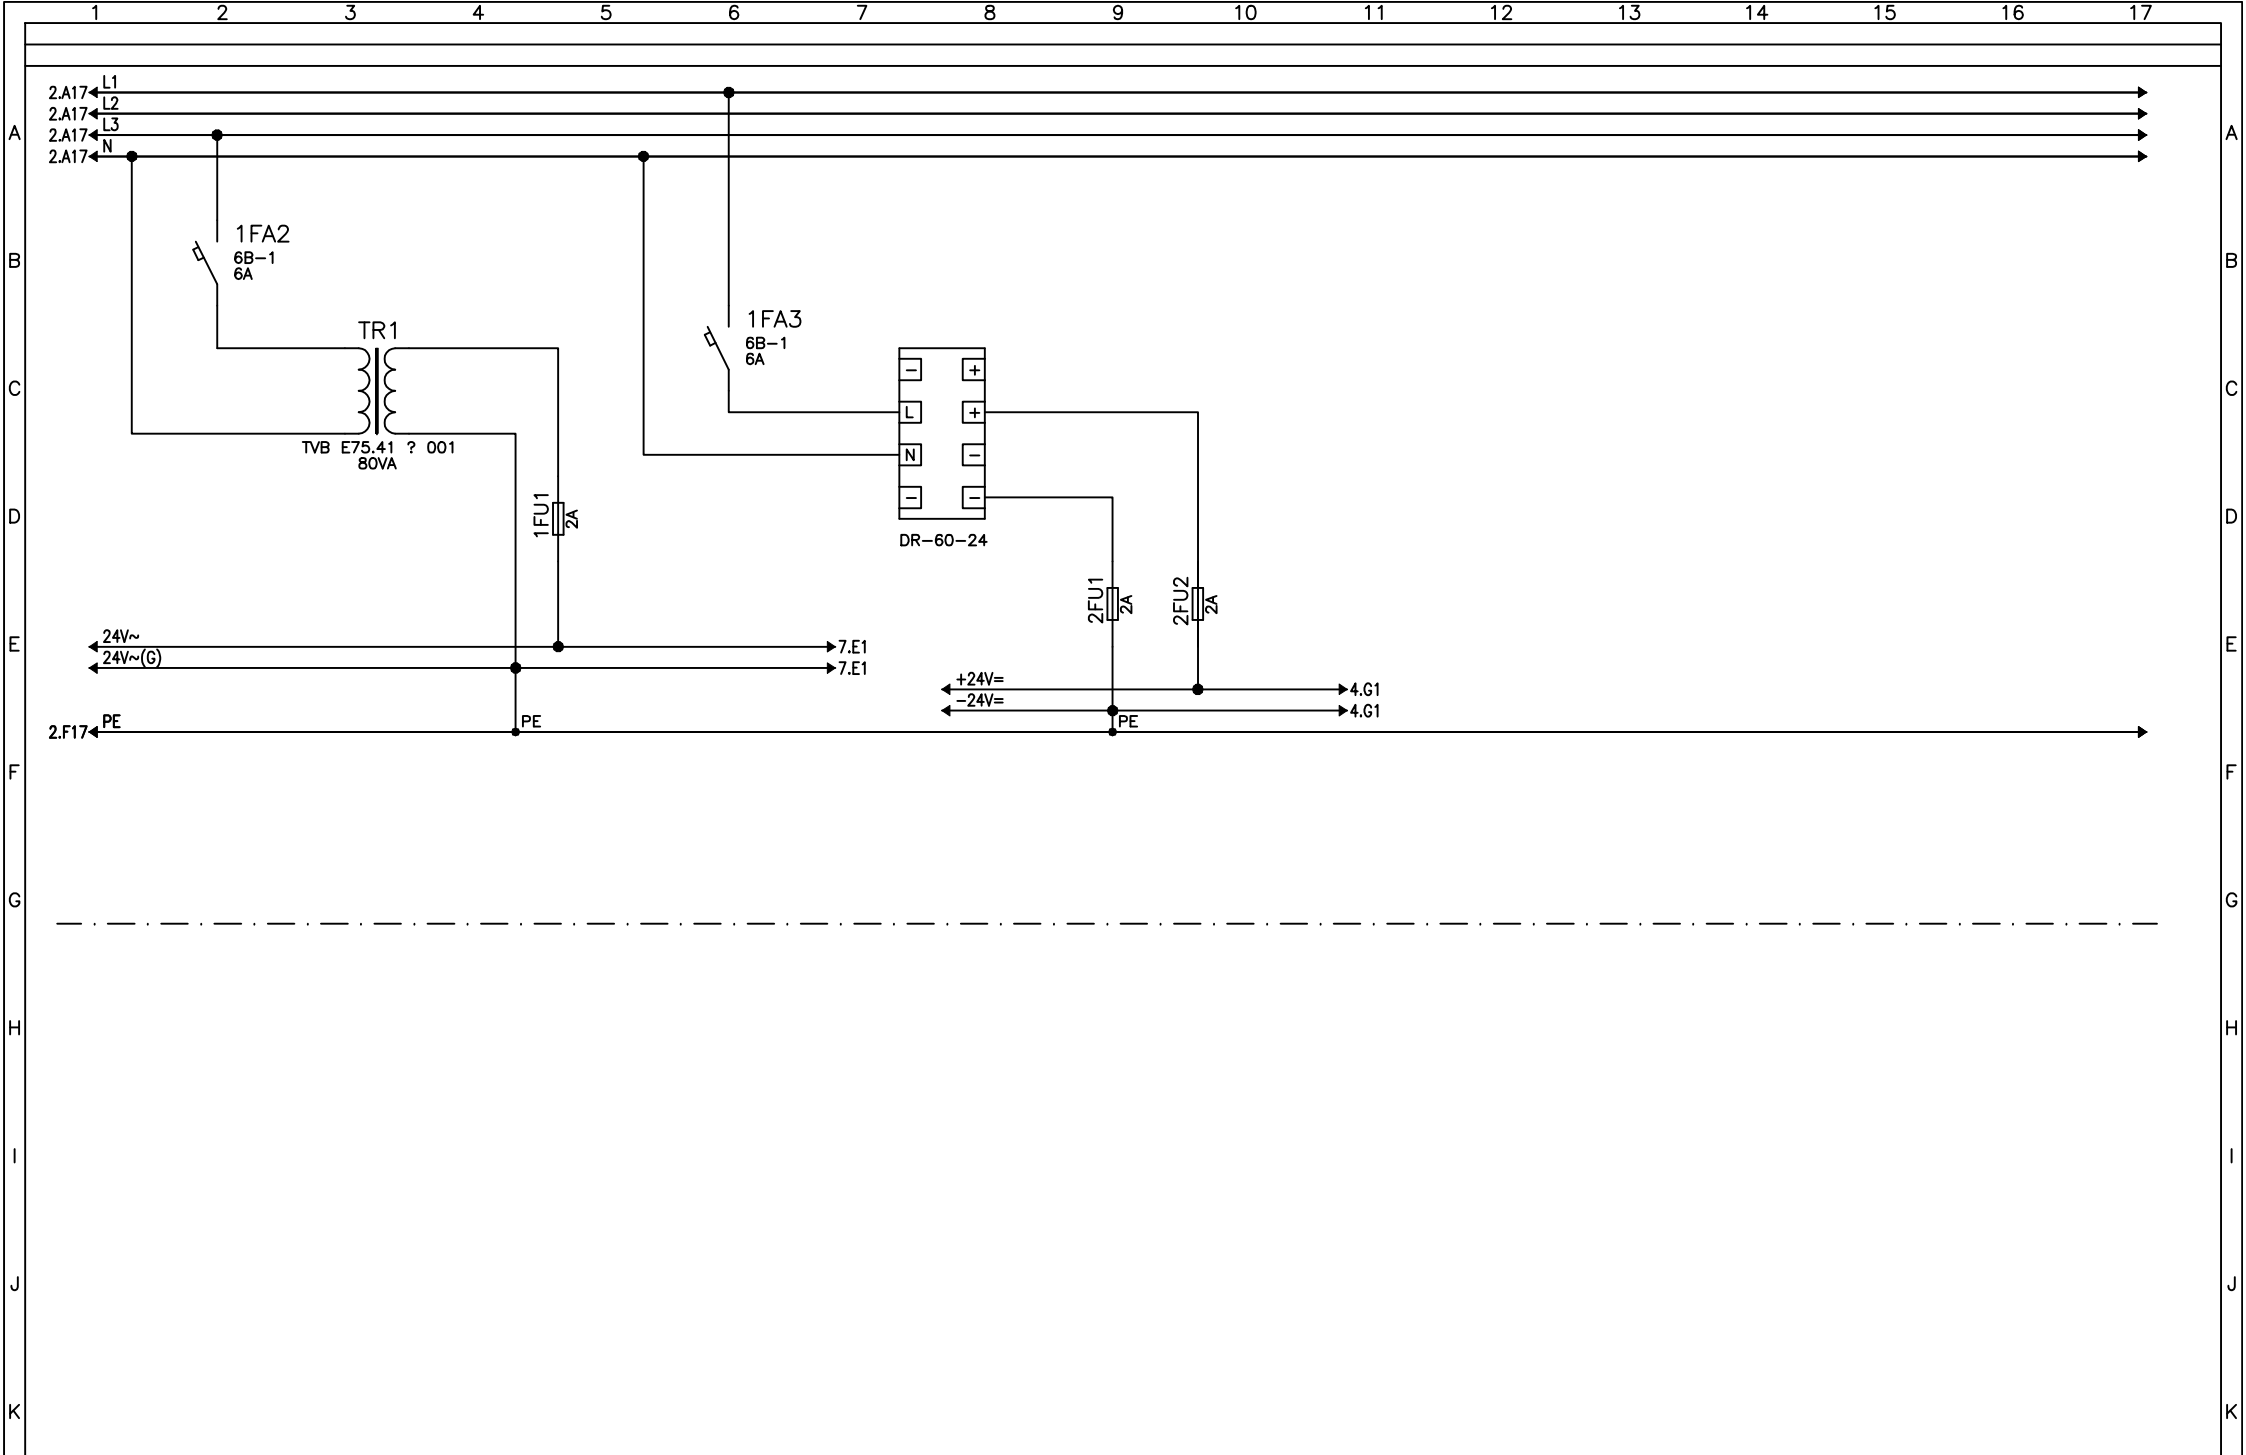 1 2 3 4 5 6 7 8 9 10 11 12 13 14 15 16 17
2.A17 L1
2.A17 L2
A 2.A17 L3 A
2.A17 N
1FA2
B 6B-1 B
6A
1FA3
TR1
6B-1
6A
- +
C C
L +
TVB E75.41 ? 001
N -
80VA
- -
1FU1
2A
D D
DR-60-24
2FU1
2A
2FU2
2A
24V~
E 7.E1 E
24V~(G)
7.E1
+24V=
4.G1
-24V=
4.G1
2.F17 PE PE PE
F F
G G
H H
I I
J J
K K